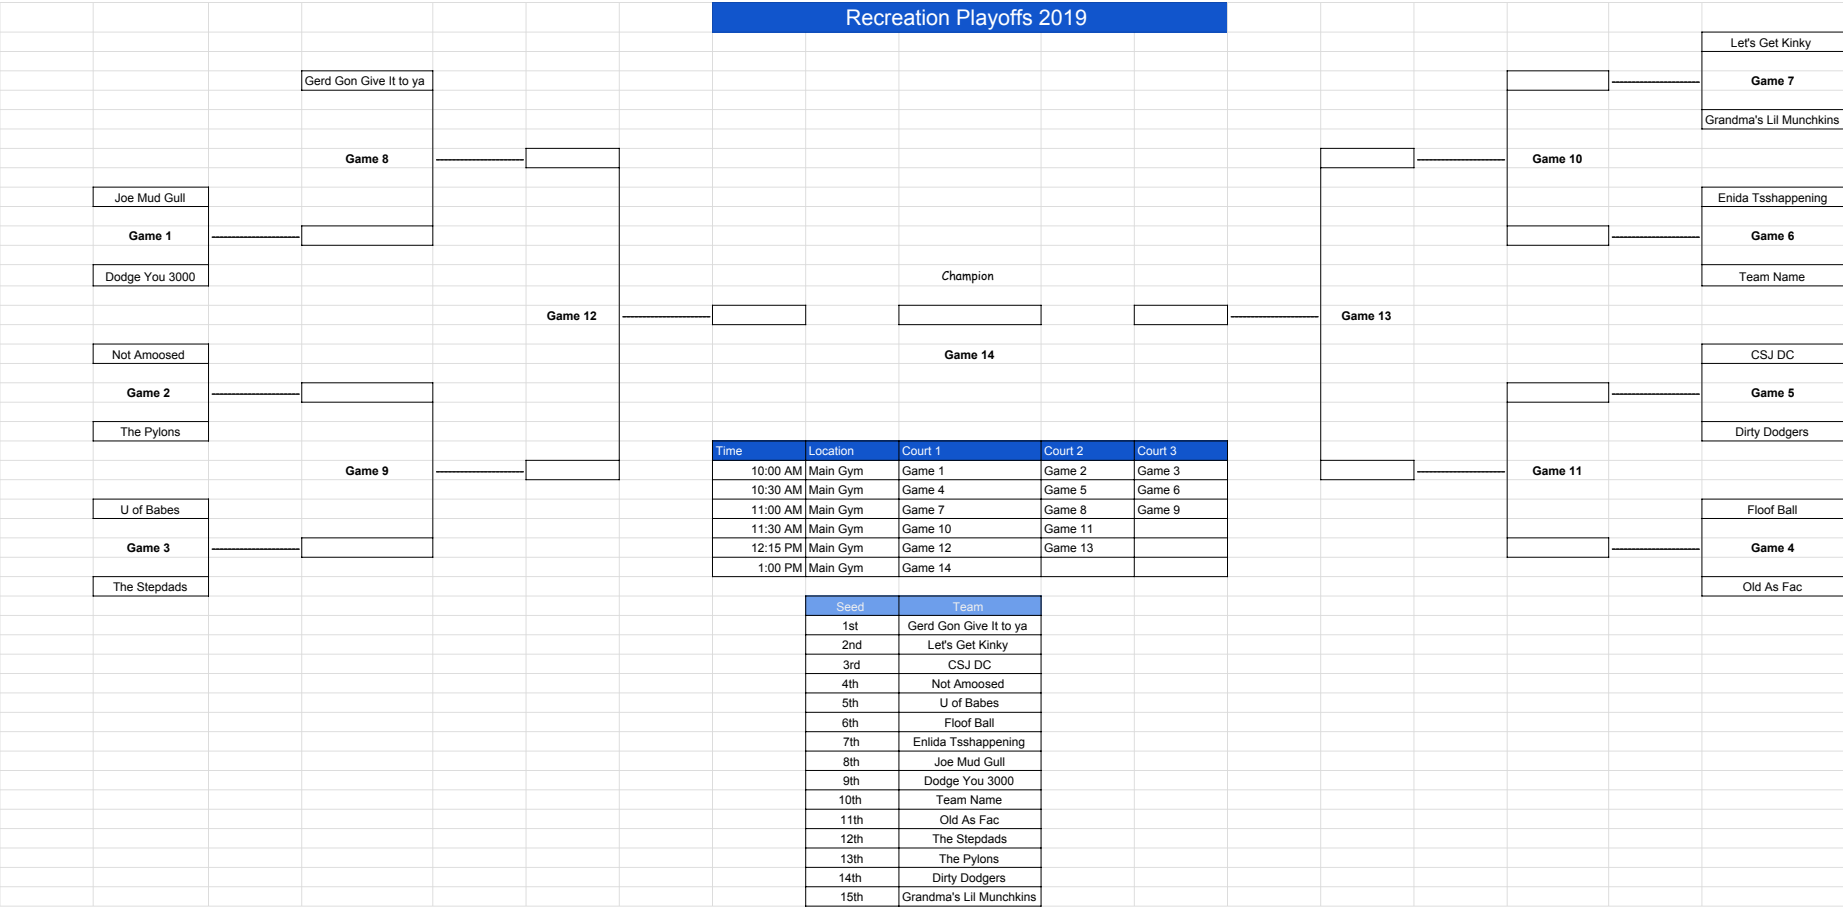 Recreation Playoffs 2019
Let's Get Kinky
Gerd Gon Give It to ya
Game 7
Grandma's Lil Munchkins
Game 8
Game 10
Joe Mud Gull
Enida Tsshappening
Game 1
Game 6
Dodge You 3000
Champion
Team Name
Game 12
Game 13
Not Amoosed
Game 14
CSJ DC
Game 2
Game 5
The Pylons
Dirty Dodgers
Time Location Court 1 Court 2 Court 3
Game 9
10:00 AM Main Gym Game 1 Game 2 Game 3
Game 11
10:30 AM Main Gym Game 4 Game 5 Game 6
U of Babes
11:00 AM Main Gym Game 7 Game 8 Game 9
Floof Ball
11:30 AM Main Gym Game 10 Game 11
Game 3
12:15 PM Main Gym Game 12 Game 13
Game 4
1:00 PM Main Gym Game 14
The Stepdads
Old As Fac
Seed Team
1st Gerd Gon Give It to ya
2nd Let's Get Kinky
3rd CSJ DC
4th Not Amoosed
5th U of Babes
6th Floof Ball
7th Enlida Tsshappening
8th Joe Mud Gull
9th Dodge You 3000
10th Team Name
11th Old As Fac
12th The Stepdads
13th The Pylons
14th Dirty Dodgers
15th Grandma's Lil Munchkins